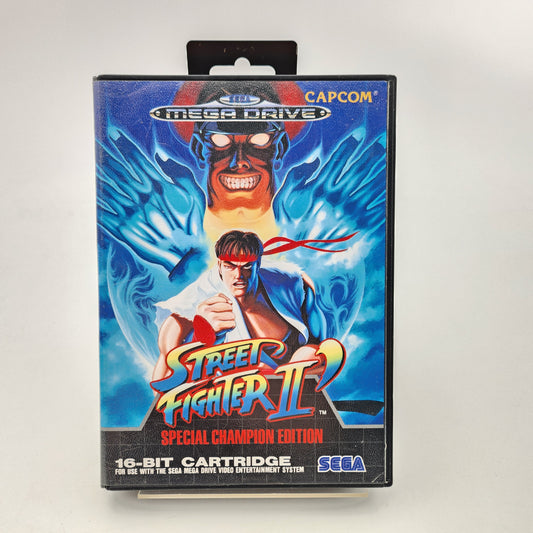 SEGA
CAPCOM®
MEGA DRIVE
STREET
FIGHTER II'™
SPECIAL CHAMPION EDITION
16-BIT CARTRIDGE
FOR USE WITH THE SEGA MEGA DRIVE VIDEO ENTERTAINMENT SYSTEM
SEGA